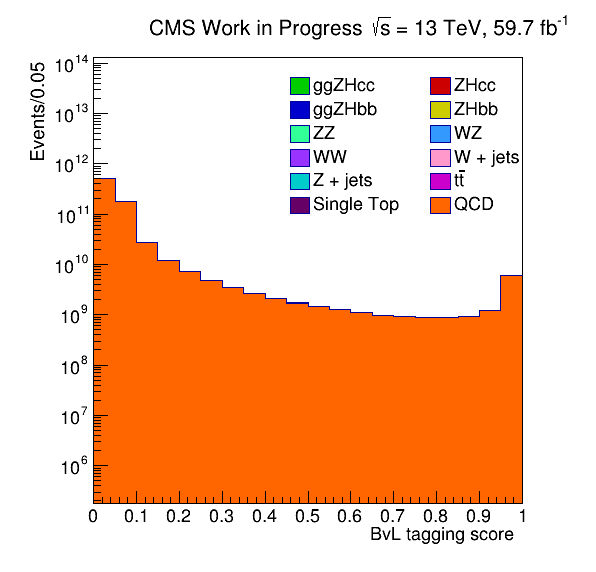 CMS Work in Progress √s = 13 TeV, 59.7 fb⁻¹
Events/0.05
10¹⁴
10¹³
10¹²
10¹¹
10¹⁰
10⁹
10⁸
10⁷
10⁶
ggZHcc ZHcc
ggZHbb ZHbb
ZZ WZ
WW W + jets
Z + jets tt̄
Single Top QCD
0 0.1 0.2 0.3 0.4 0.5 0.6 0.7 0.8 0.9 1
BvL tagging score